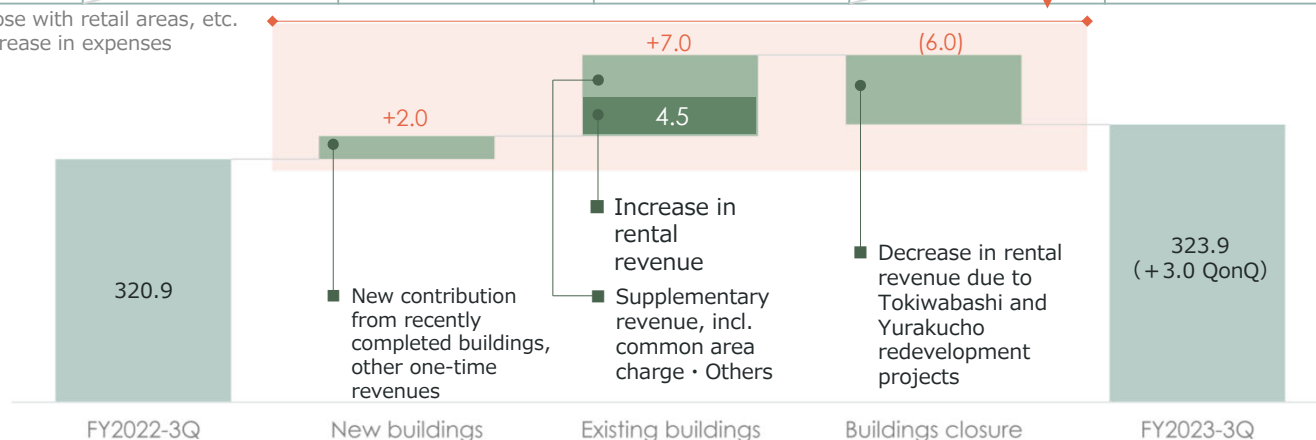 ose with retail areas, etc.
rease in expenses
+2.0
+7.0
(6.0)
4.5
320.9
323.9
(+3.0 QonQ)
■ New contribution
from recently
completed buildings,
other one-time
revenues
■ Increase in
rental
revenue
■ Supplementary
revenue, incl.
common area
charge・Others
■ Decrease in rental
revenue due to
Tokiwabashi and
Yurakucho
redevelopment
projects
FY2022-3Q
New buildings
Existing buildings
Buildings closure
FY2023-3Q